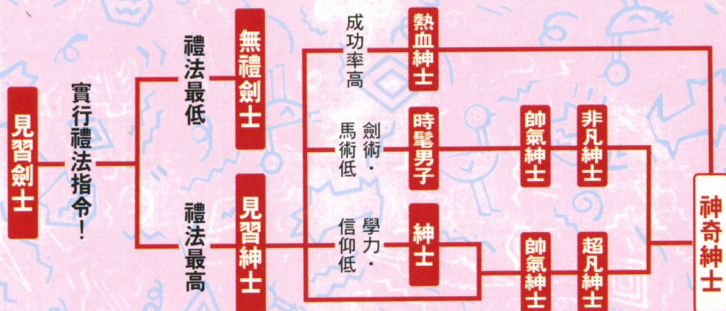 見習劍士
實行禮法指令！
禮法最低
無禮劍士
禮法最高
見習紳士
成功率高
熱血紳士
劍術・
馬術低
時髦男子
帥氣紳士
非凡紳士
學力・
信仰低
紳士
帥氣紳士
超凡紳士
神奇紳士